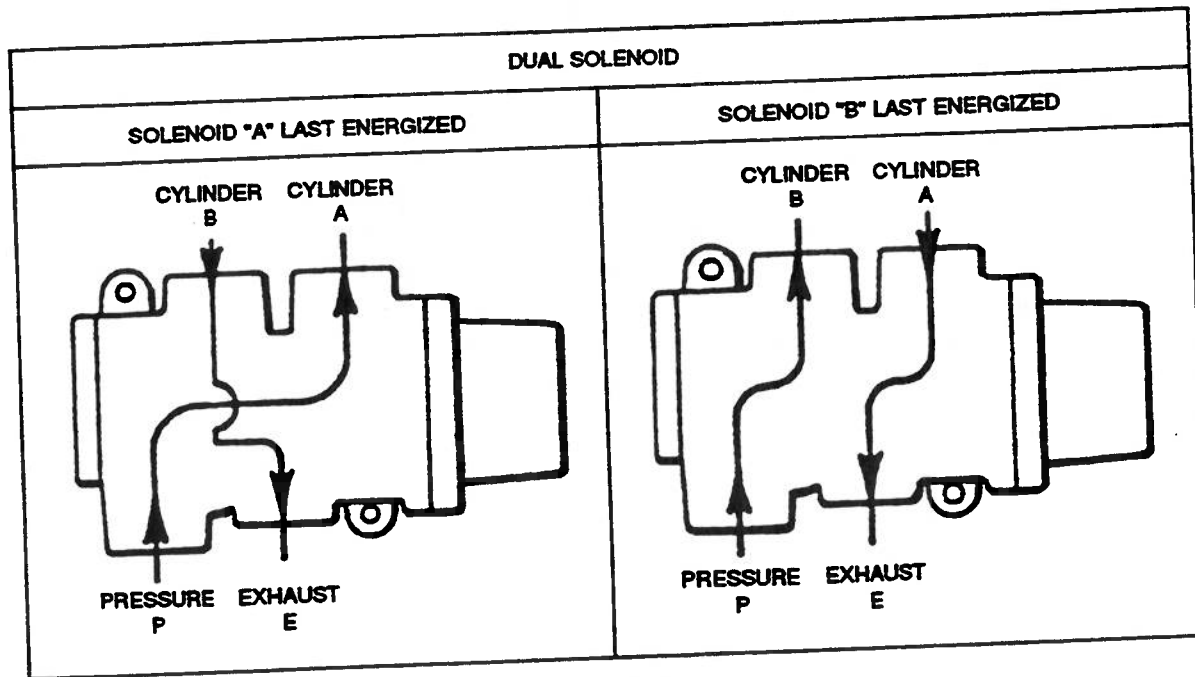 DUAL SOLENOID
SOLENOID "A" LAST ENERGIZED
SOLENOID "B" LAST ENERGIZED
CYLINDER CYLINDER
B A
PRESSURE EXHAUST
P E
CYLINDER CYLINDER
B A
PRESSURE EXHAUST
P E